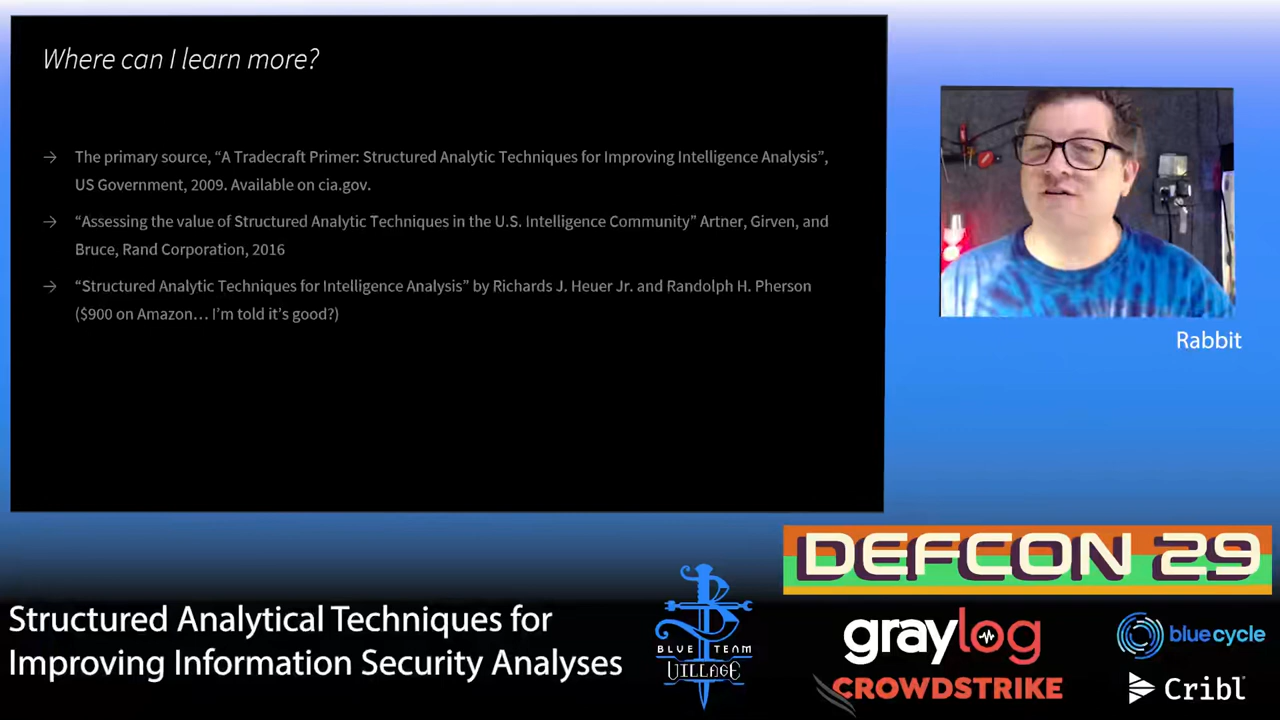 Where can I learn more?
→ The primary source, “A Tradecraft Primer: Structured Analytic Techniques for Improving Intelligence Analysis”,
US Government, 2009. Available on cia.gov.
→ “Assessing the value of Structured Analytic Techniques in the U.S. Intelligence Community” Artner, Girven, and
Bruce, Rand Corporation, 2016
→ “Structured Analytic Techniques for Intelligence Analysis” by Richards J. Heuer Jr. and Randolph H. Pherson
($900 on Amazon… I’m told it’s good?)
Rabbit
DEFCON 29
Structured Analytical Techniques for
Improving Information Security Analyses
BLUE TEAM
VILLAGE
graylog
CROWDSTRIKE
bluecycle
Cribl